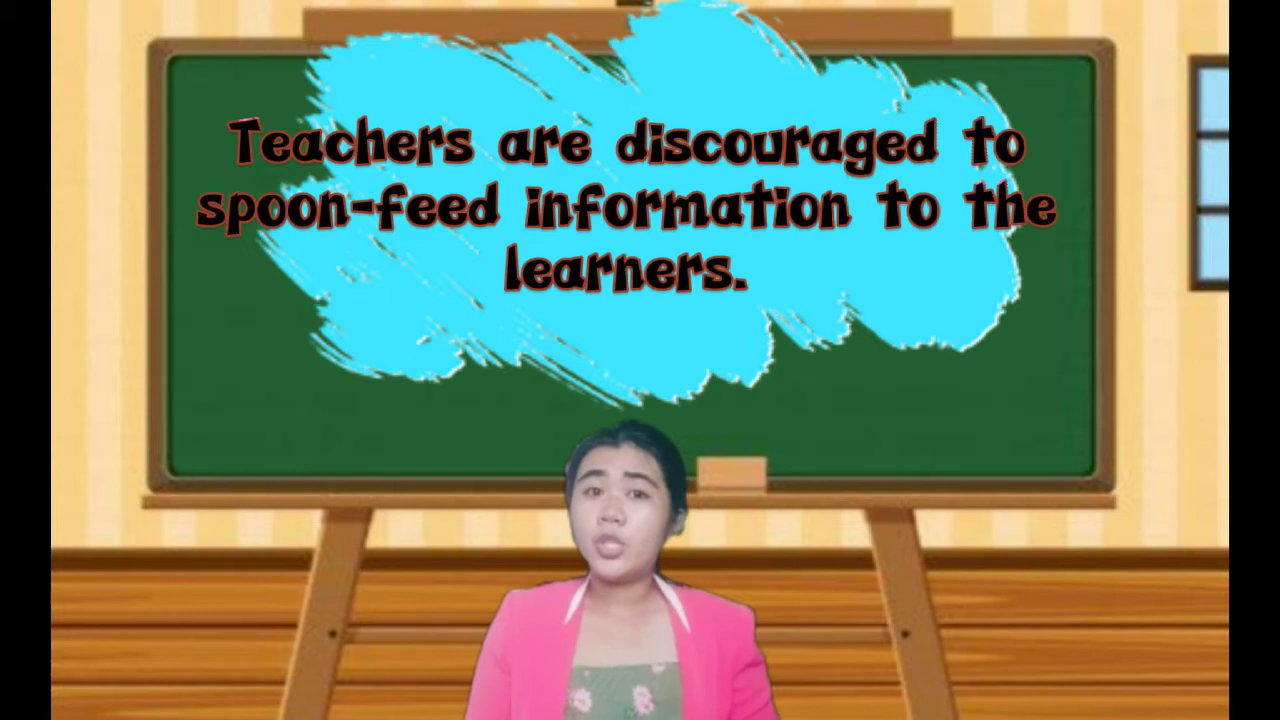 Teachers are discouraged to
spoon-feed information to the
learners.